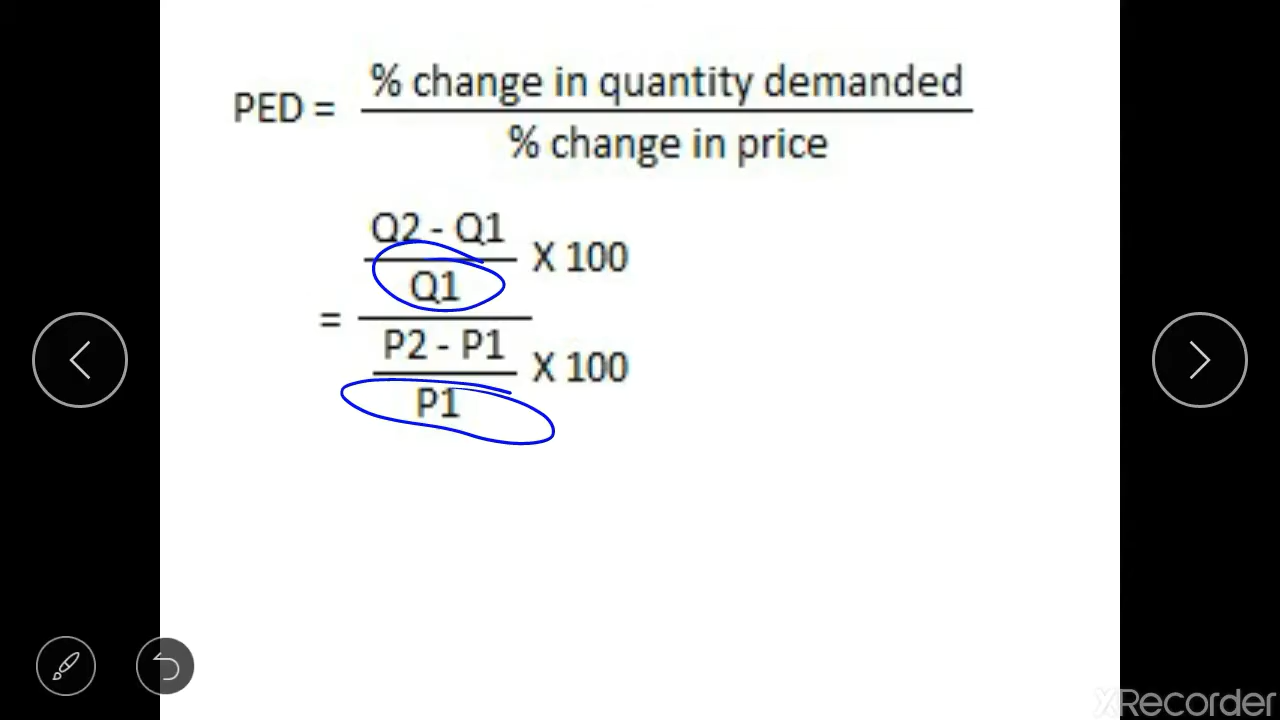 PED = % change in quantity demanded
% change in price
Q2 - Q1
Q1
X 100
=
P2 - P1
P1
X 100
XRecorder